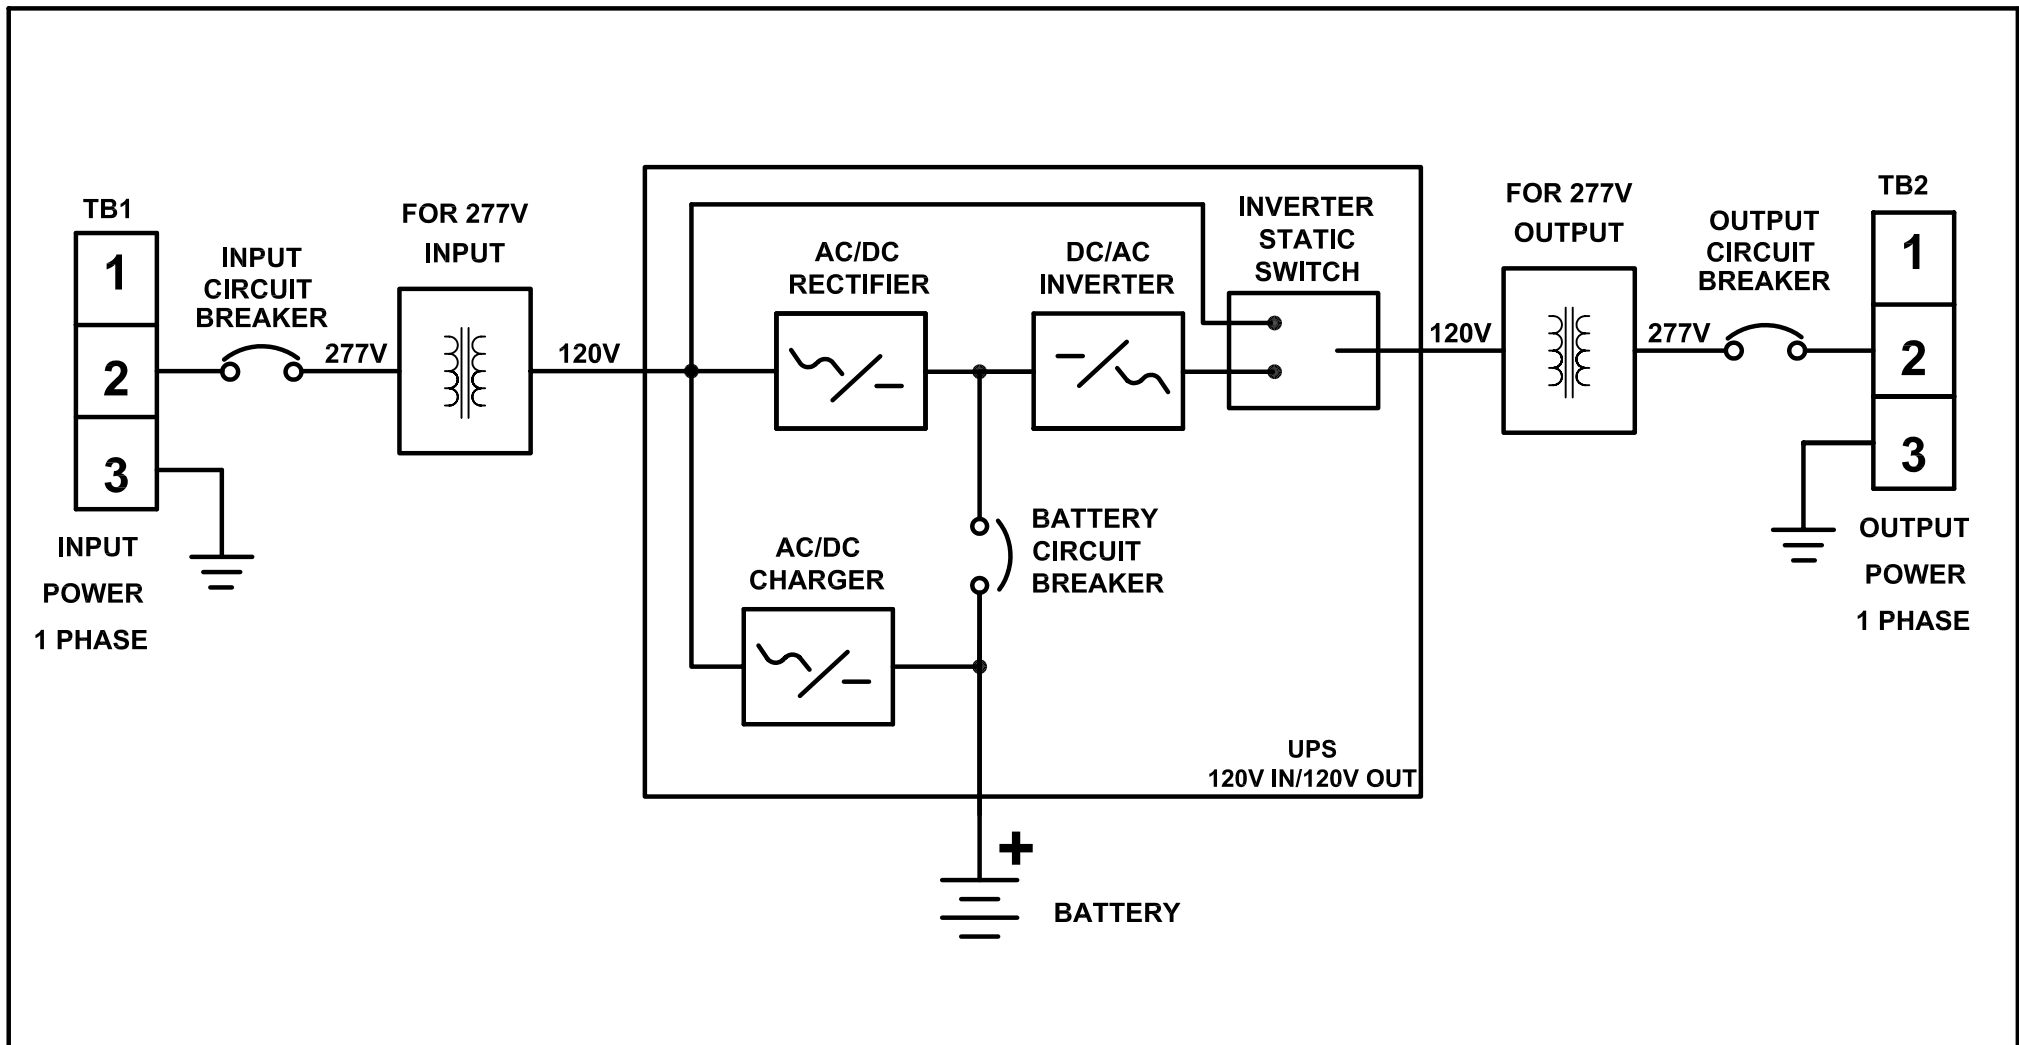 TB1
1
2
3
INPUT
POWER
1 PHASE
INPUT
CIRCUIT
BREAKER
277V
FOR 277V
INPUT
120V
AC/DC
RECTIFIER
DC/AC
INVERTER
INVERTER
STATIC
SWITCH
AC/DC
CHARGER
BATTERY
CIRCUIT
BREAKER
UPS
120V IN/120V OUT
+
BATTERY
120V
FOR 277V
OUTPUT
277V
OUTPUT
CIRCUIT
BREAKER
TB2
1
2
3
OUTPUT
POWER
1 PHASE